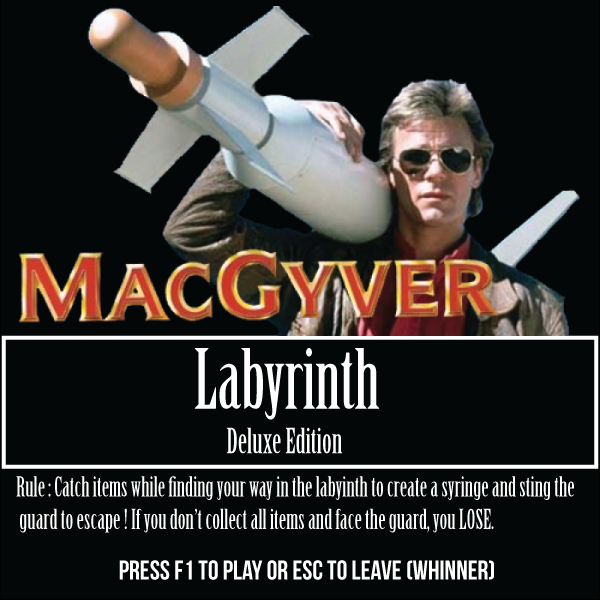 MACGYVER
Labyrinth
Deluxe Edition
Rule : Catch items while finding your way in the labyinth to create a syringe and sting the
guard to escape ! If you don't collect all items and face the guard, you LOSE.
PRESS F1 TO PLAY OR ESC TO LEAVE (WHINNER)